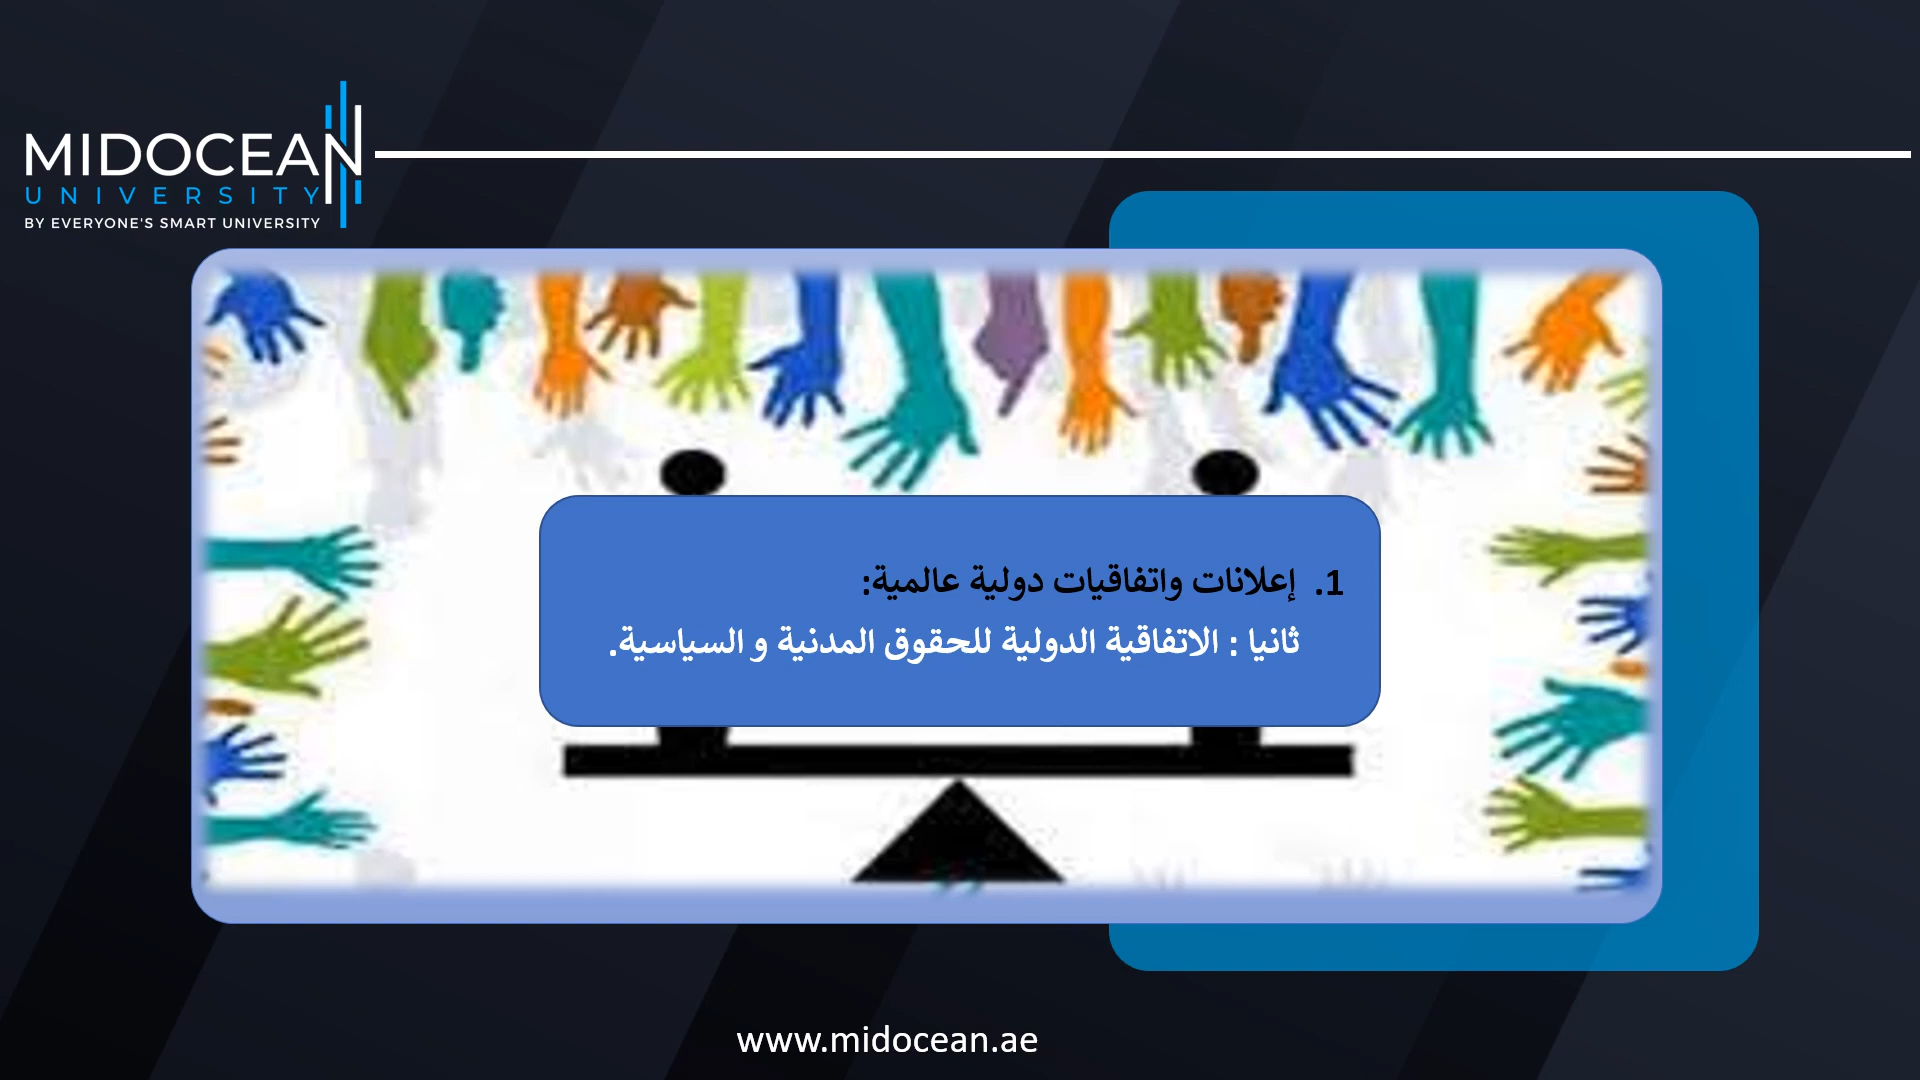 MIDOCEAN
UNIVERSITY
BY EVERYONE'S SMART UNIVERSITY
1. إعلانات واتفاقيات دولية عالمية:
ثانيا : الاتفاقية الدولية للحقوق المدنية و السياسية.
www.midocean.ae